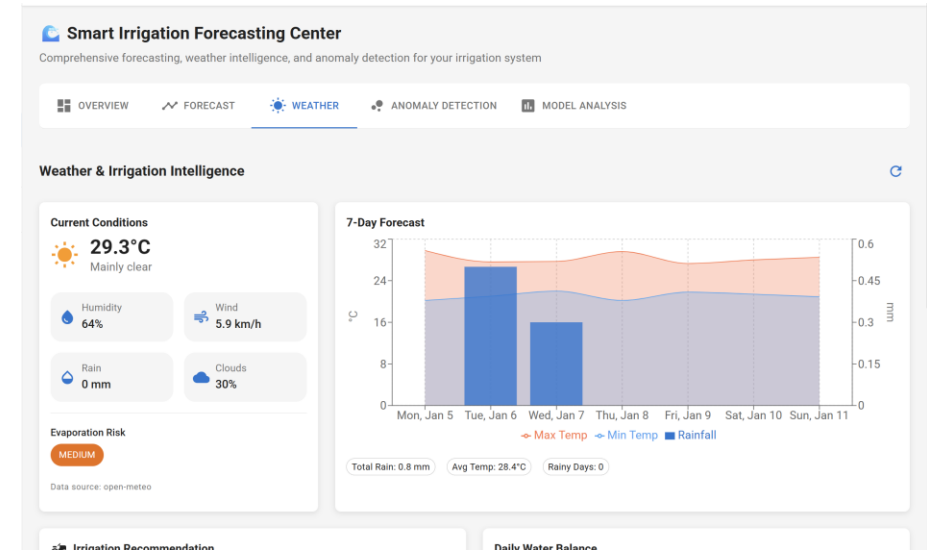 Smart Irrigation Forecasting Center
Comprehensive forecasting, weather intelligence, and anomaly detection for your irrigation system
OVERVIEW
FORECAST
WEATHER
ANOMALY DETECTION
MODEL ANALYSIS
Weather & Irrigation Intelligence
Current Conditions
29.3°C
Mainly clear
Humidity
64%
Wind
5.9 km/h
Rain
0 mm
Clouds
30%
Evaporation Risk
MEDIUM
Data source: open-meteo
7-Day Forecast
32
24
16
8
0
°C
0.6
0.45
0.3
0.15
0
mm
Mon, Jan 5
Tue, Jan 6
Wed, Jan 7
Thu, Jan 8
Fri, Jan 9
Sat, Jan 10
Sun, Jan 11
Max Temp
Min Temp
Rainfall
Total Rain: 0.8 mm
Avg Temp: 28.4°C
Rainy Days: 0
Irrigation Recommendation
Daily Water Balance